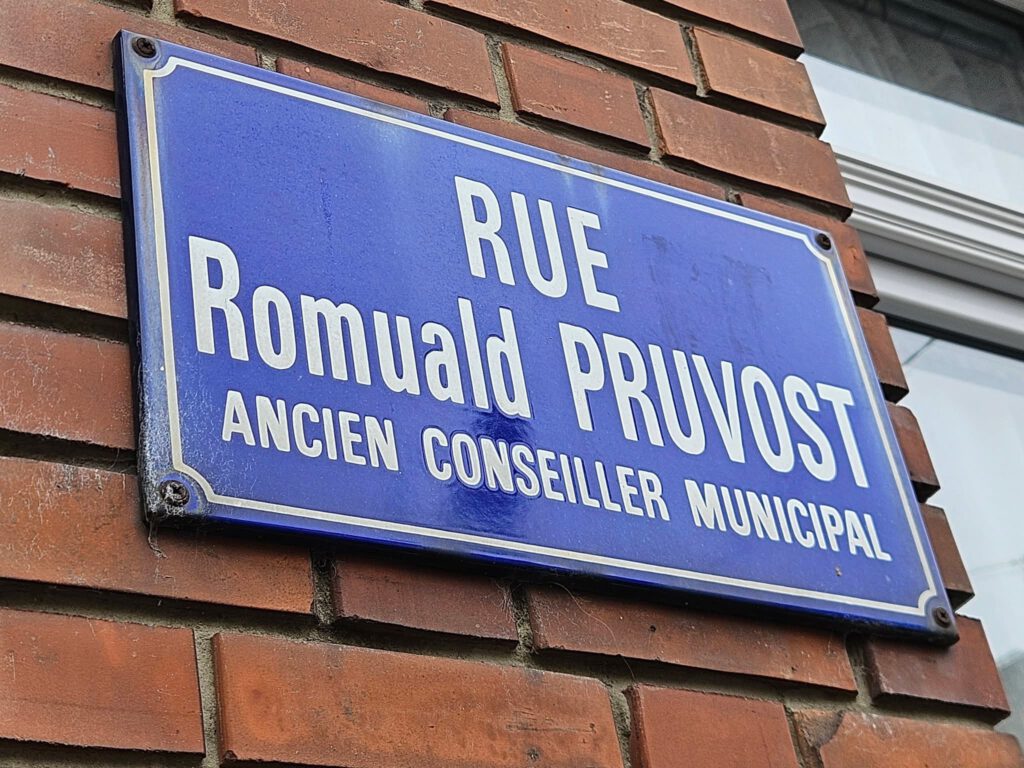 RUE
Romuald PRUVOST
ANCIEN CONSEILLER MUNICIPAL